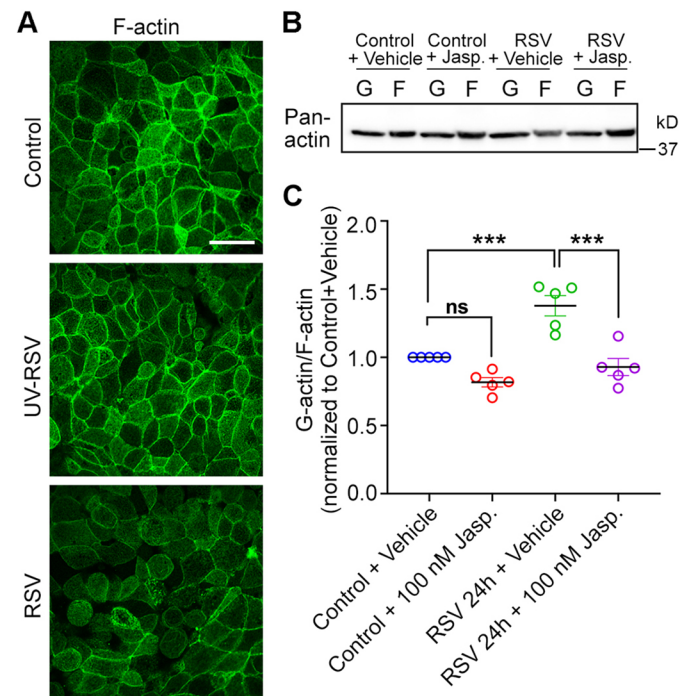 A
F-actin
Control
UV-RSV
RSV
B
Control + Vehicle
Control + Jasp.
RSV + Vehicle
RSV + Jasp.
G F G F G F G F
Pan-
actin
kD
37
C
G-actin/F-actin
(normalized to Control+Vehicle)
2.0
1.5
1.0
0.5
0.0
*** ***
ns
Control + Vehicle
Control + 100 nM Jasp.
RSV 24h + Vehicle
RSV 24h + 100 nM Jasp.